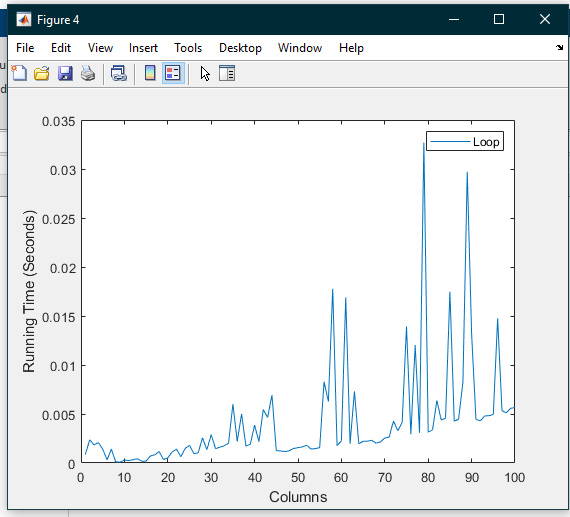 Figure 4
File Edit View Insert Tools Desktop Window Help
0.035
0.03
0.025
0.02
0.015
0.01
0.005
0
Running Time (Seconds)
Loop
0 10 20 30 40 50 60 70 80 90 100
Columns